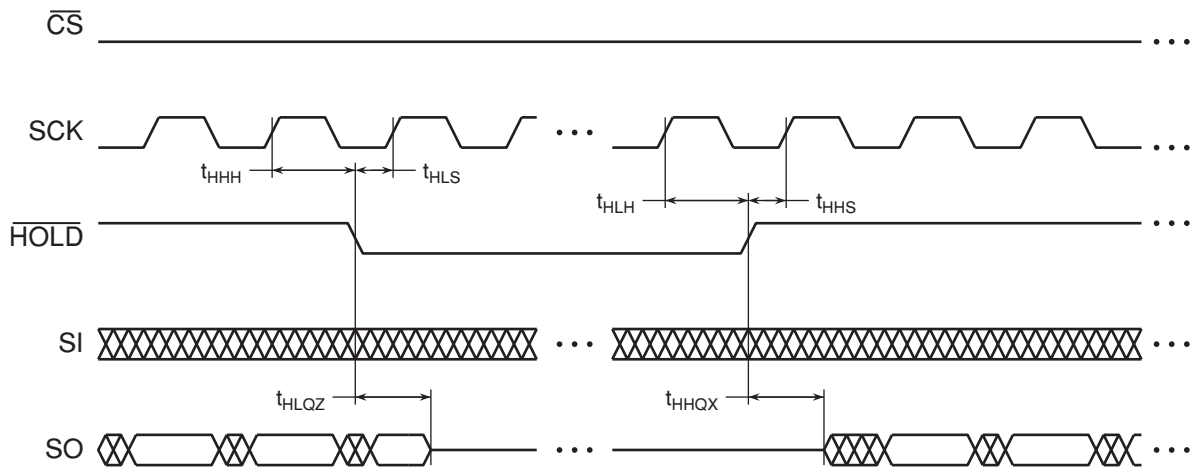 CS
SCK
tHHH
tHLS
tHLH
tHHS
HOLD
SI
tHLQZ
tHHQX
SO